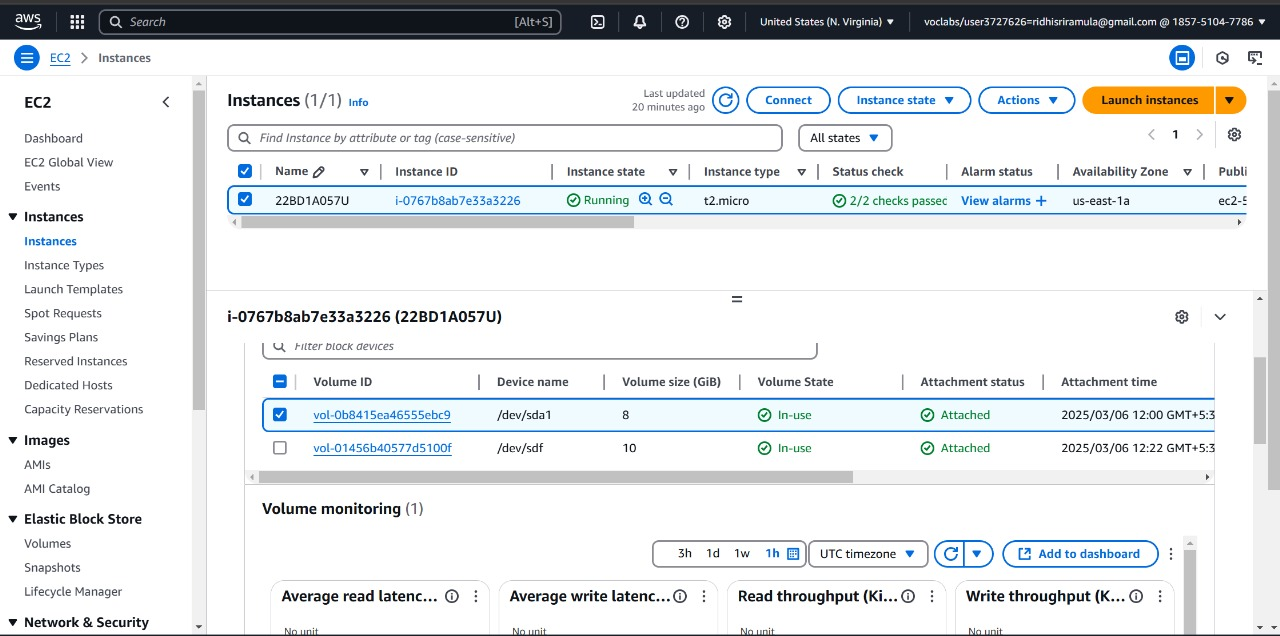 aws Search [Alt+S] United States (N. Virginia) voclabs/user3727626=ridhisriramula@gmail.com @ 1857-5104-7786
EC2 Instances
EC2
Dashboard
EC2 Global View
Events
Instances
Instances
Instance Types
Launch Templates
Spot Requests
Savings Plans
Reserved Instances
Dedicated Hosts
Capacity Reservations
Images
AMIs
AMI Catalog
Elastic Block Store
Volumes
Snapshots
Lifecycle Manager
Network & Security
Instances (1/1) Info
Last updated
20 minutes ago
Connect Instance state Actions Launch instances
Find Instance by attribute or tag (case-sensitive) All states 1
Name Instance ID Instance state Instance type Status check Alarm status Availability Zone Publi
22BD1A057U i-0767b8ab7e33a3226 Running t2.micro 2/2 checks passec View alarms + us-east-1a ec2-5
i-0767b8ab7e33a3226 (22BD1A057U)
Filter block devices
Volume ID Device name Volume size (GiB) Volume State Attachment status Attachment time
vol-0b8415ea46555ebc9 /dev/sda1 8 In-use Attached 2025/03/06 12:00 GMT+5:3
vol-01456b40577d5100f /dev/sdf 10 In-use Attached 2025/03/06 12:22 GMT+5:3
Volume monitoring (1)
3h 1d 1w 1h UTC timezone Add to dashboard
Average read latenc... Average write latenc... Read throughput (Ki... Write throughput (K...
No unit No unit No unit No unit